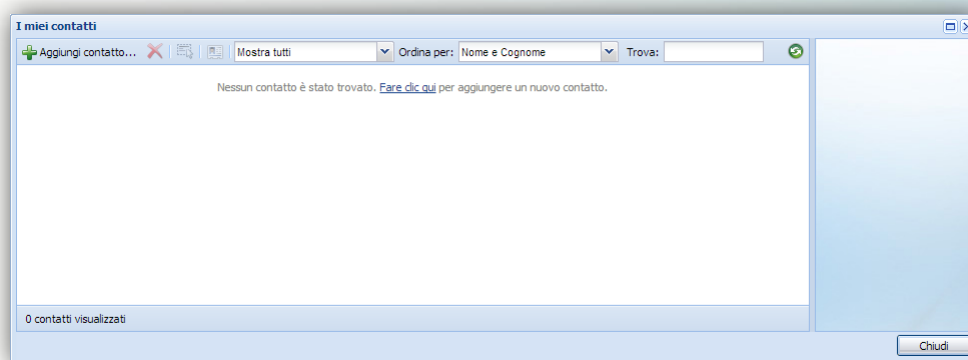 I miei contatti
Aggiungi contatto... Mostra tutti Ordina per: Nome e Cognome Trova:
Nessun contatto è stato trovato. Fare clic qui per aggiungere un nuovo contatto.
0 contatti visualizzati
Chiudi